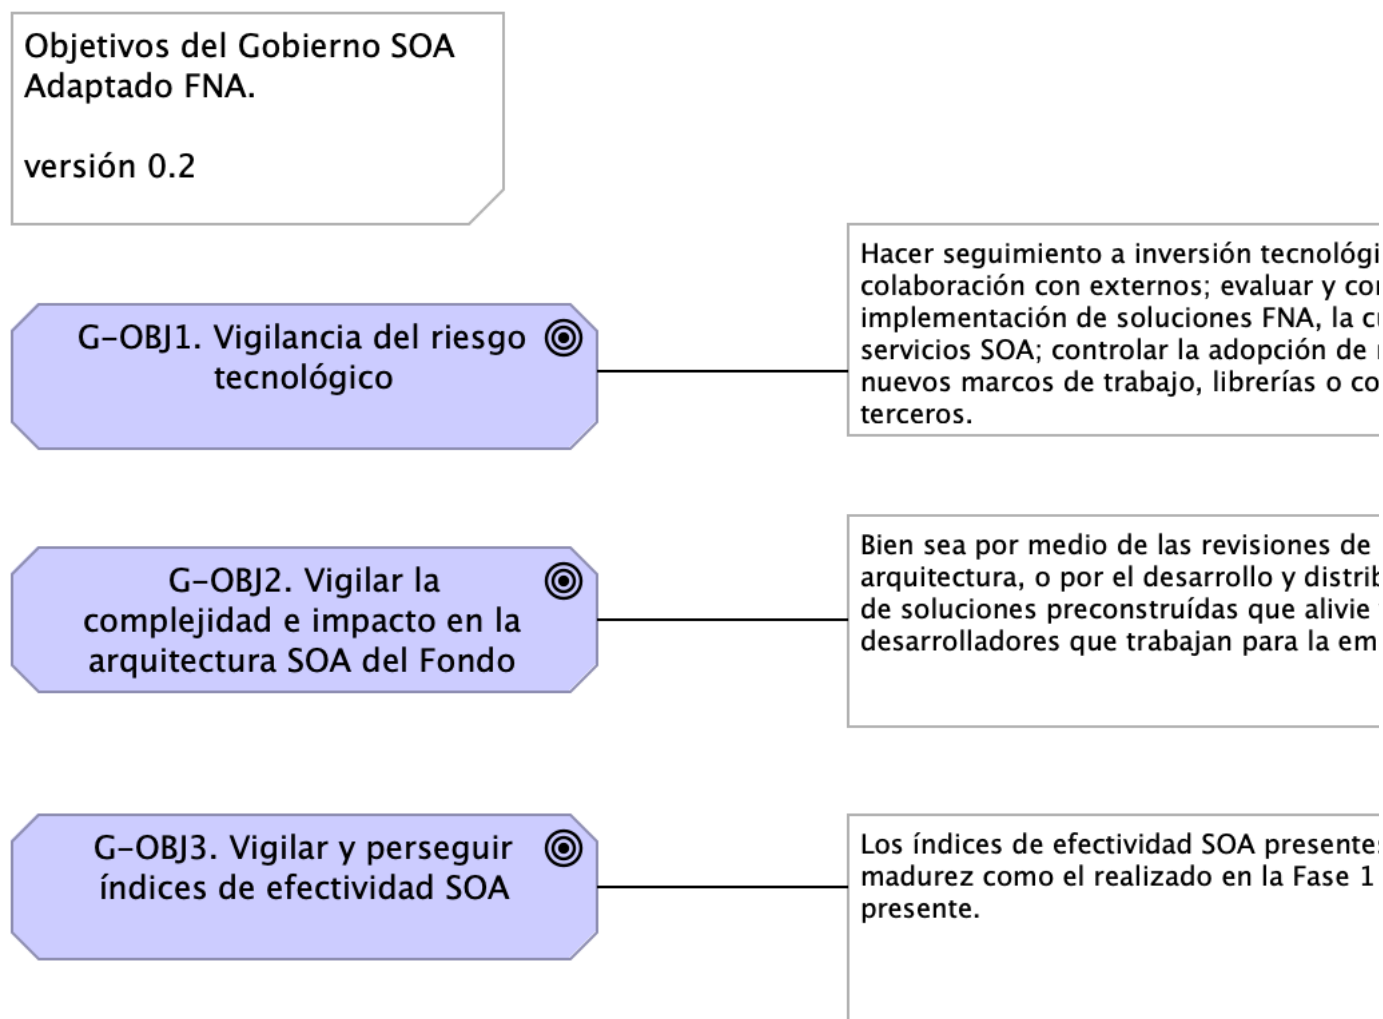 Objetivos del Gobierno SOA
Adaptado FNA.
versión 0.2
G-OBJ1. Vigilancia del riesgo
tecnológico
Hacer seguimiento a inversión
colaboración con externos; evaluar y
implementación de soluciones FNA, la
servicios SOA; controlar la adopción de
nuevos marcos de trabajo, librerías o
terceros.
G-OBJ2. Vigilar la
complejidad e impacto en la
arquitectura SOA del Fondo
Bien sea por medio de las revisiones de
arquitectura, o por el desarrollo y
de soluciones preconstruídas que alivie
desarrolladores que trabajan para la
G-OBJ3. Vigilar y perseguir
índices de efectividad SOA
Los índices de efectividad SOA
madurez como el realizado en la Fase 1
presente.